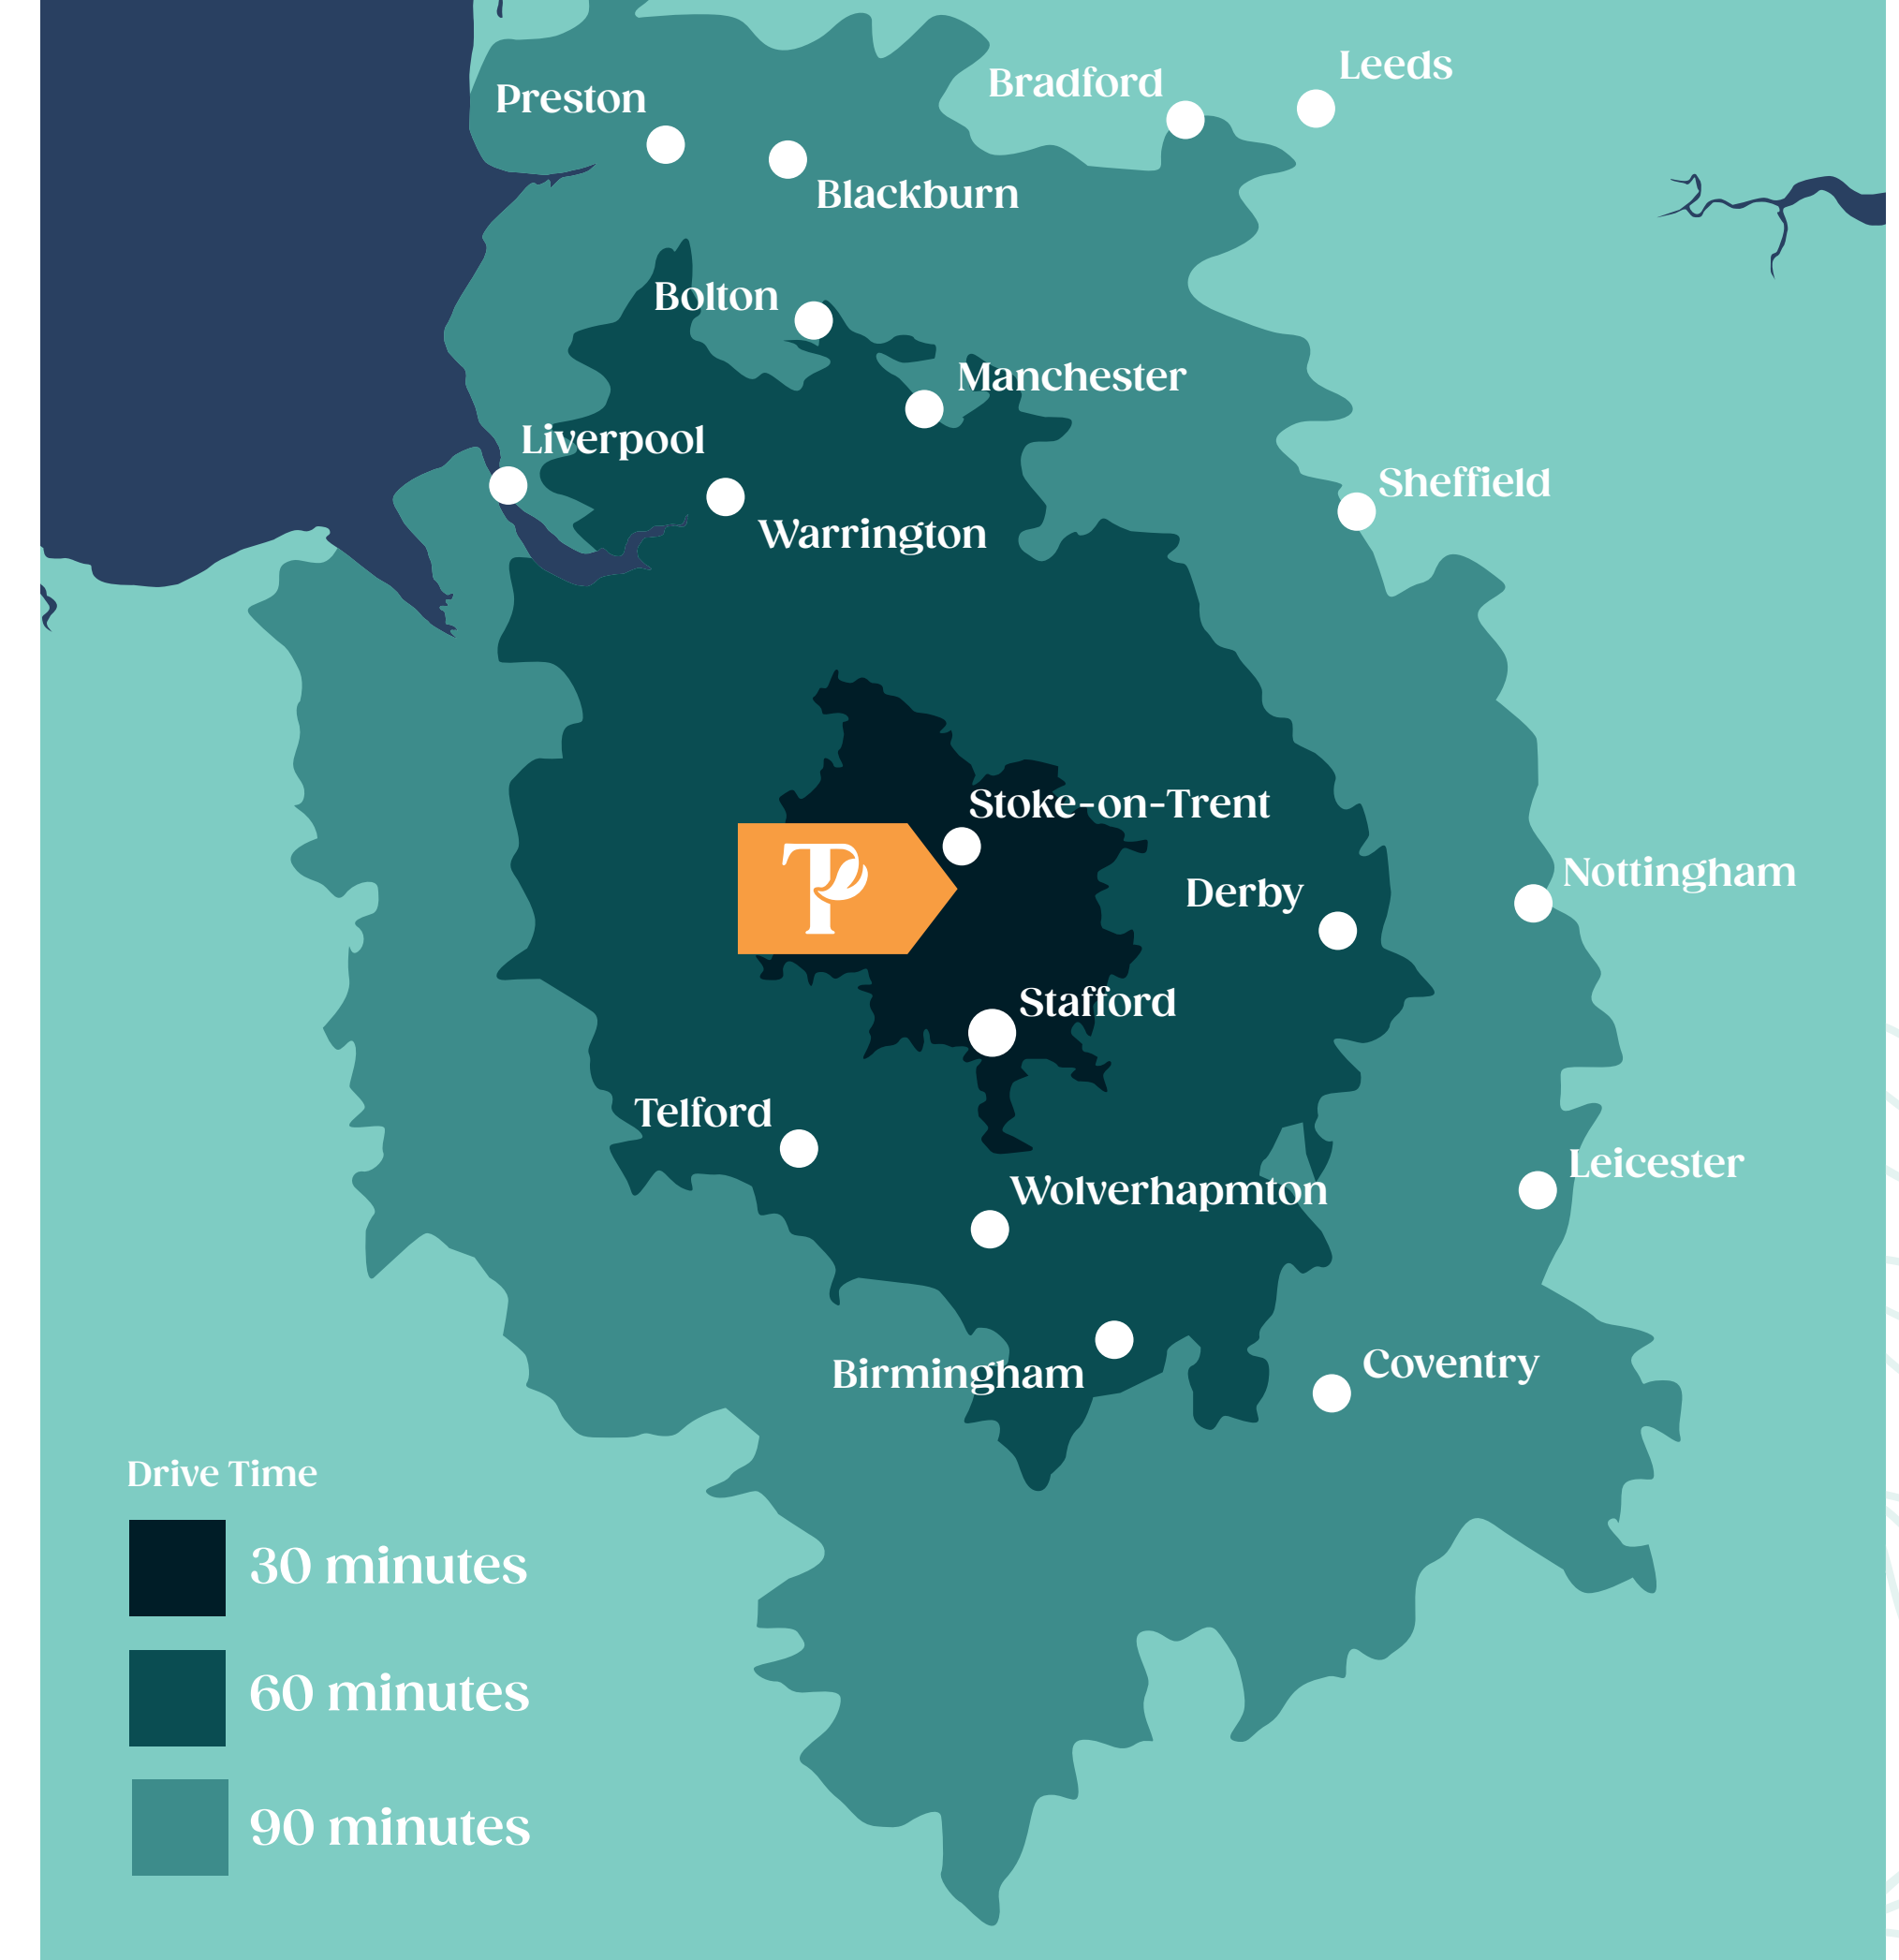 Leeds
Bradford
Preston
Blackburn
Bolton
Manchester
Liverpool
Sheffield
Warrington
Stoke-on-Trent
TP
Nottingham
Derby
Stafford
Telford
Leicester
Wolverhapmton
Coventry
Birmingham
Drive Time
30 minutes
60 minutes
90 minutes